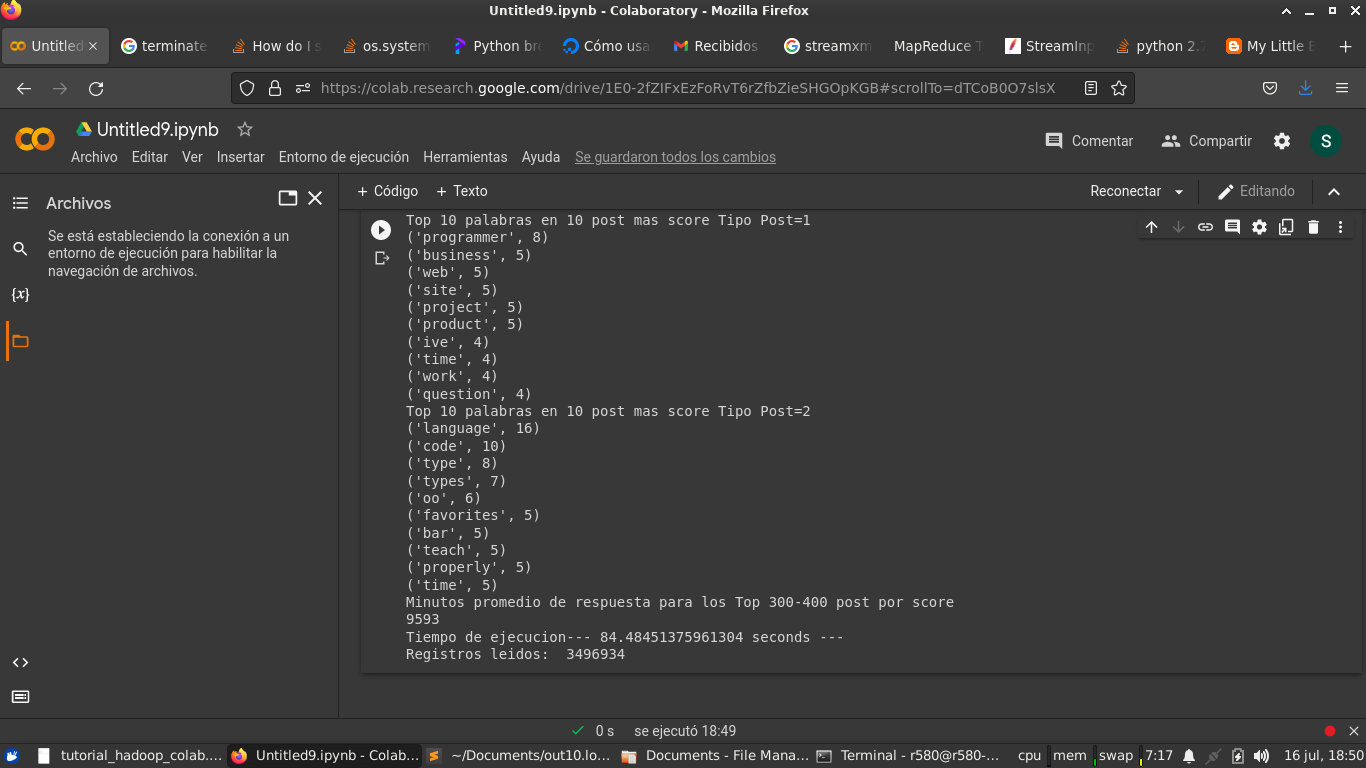 Untitled9.ipynb - Colaboratory - Mozilla Firefox
Untitled
terminate
How do I s
os.system
Python br
Cómo usa
Recibidos
streamxm
MapReduce T
StreamInp
python 2.7
My Little B
https://colab.research.google.com/drive/1E0-2fZIFxEzFoRvT6rZfbZieSHGOpKGB#scrollTo=dTCoB0O7slsX
Untitled9.ipynb
Archivo Editar Ver Insertar Entorno de ejecución Herramientas Ayuda Se guardaron todos los cambios
Comentar Compartir S
Archivos
Se está estableciendo la conexión a un
entorno de ejecución para habilitar la
navegación de archivos.
{x}
+ Código + Texto
Reconectar Editando
Top 10 palabras en 10 post mas score Tipo Post=1
('programmer', 8)
('business', 5)
('web', 5)
('site', 5)
('project', 5)
('product', 5)
('ive', 4)
('time', 4)
('work', 4)
('question', 4)
Top 10 palabras en 10 post mas score Tipo Post=2
('language', 16)
('code', 10)
('type', 8)
('types', 7)
('oo', 6)
('favorites', 5)
('bar', 5)
('teach', 5)
('properly', 5)
('time', 5)
Minutos promedio de respuesta para los Top 300-400 post por score
9593
Tiempo de ejecucion--- 84.48451375961304 seconds ---
Registros leidos:  3496934
0 s se ejecutó 18:49
tutorial_hadoop_colab....
Untitled9.ipynb - Colab...
~/Documents/out10.lo...
Documents - File Mana...
Terminal - r580@r580-...
cpu mem swap 7:17 16 jul, 18:50